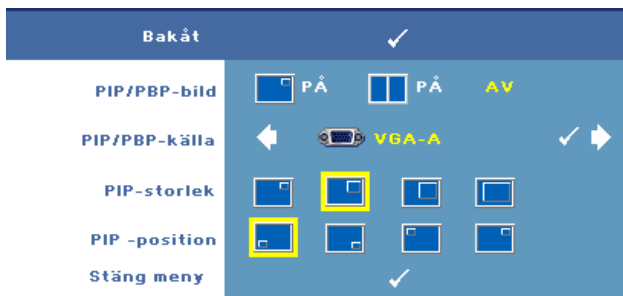 Bakåt
PIP/PBP-bild PÅ PÅ AV
PIP/PBP-källa VGA-A
PIP-storlek
PIP -position
Stäng meny